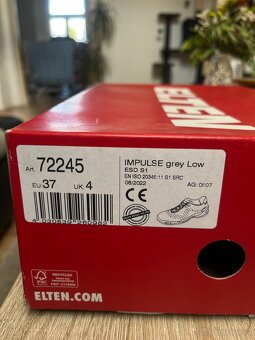 ELTEN
Art. 72245
EU 37 UK 4
IMPULSE grey Low
ESD S1
EN ISO 20345:11 S1 SRC
08/2022
AG: 01-07
CE
FSC
RECYCLED
ELTEN.COM